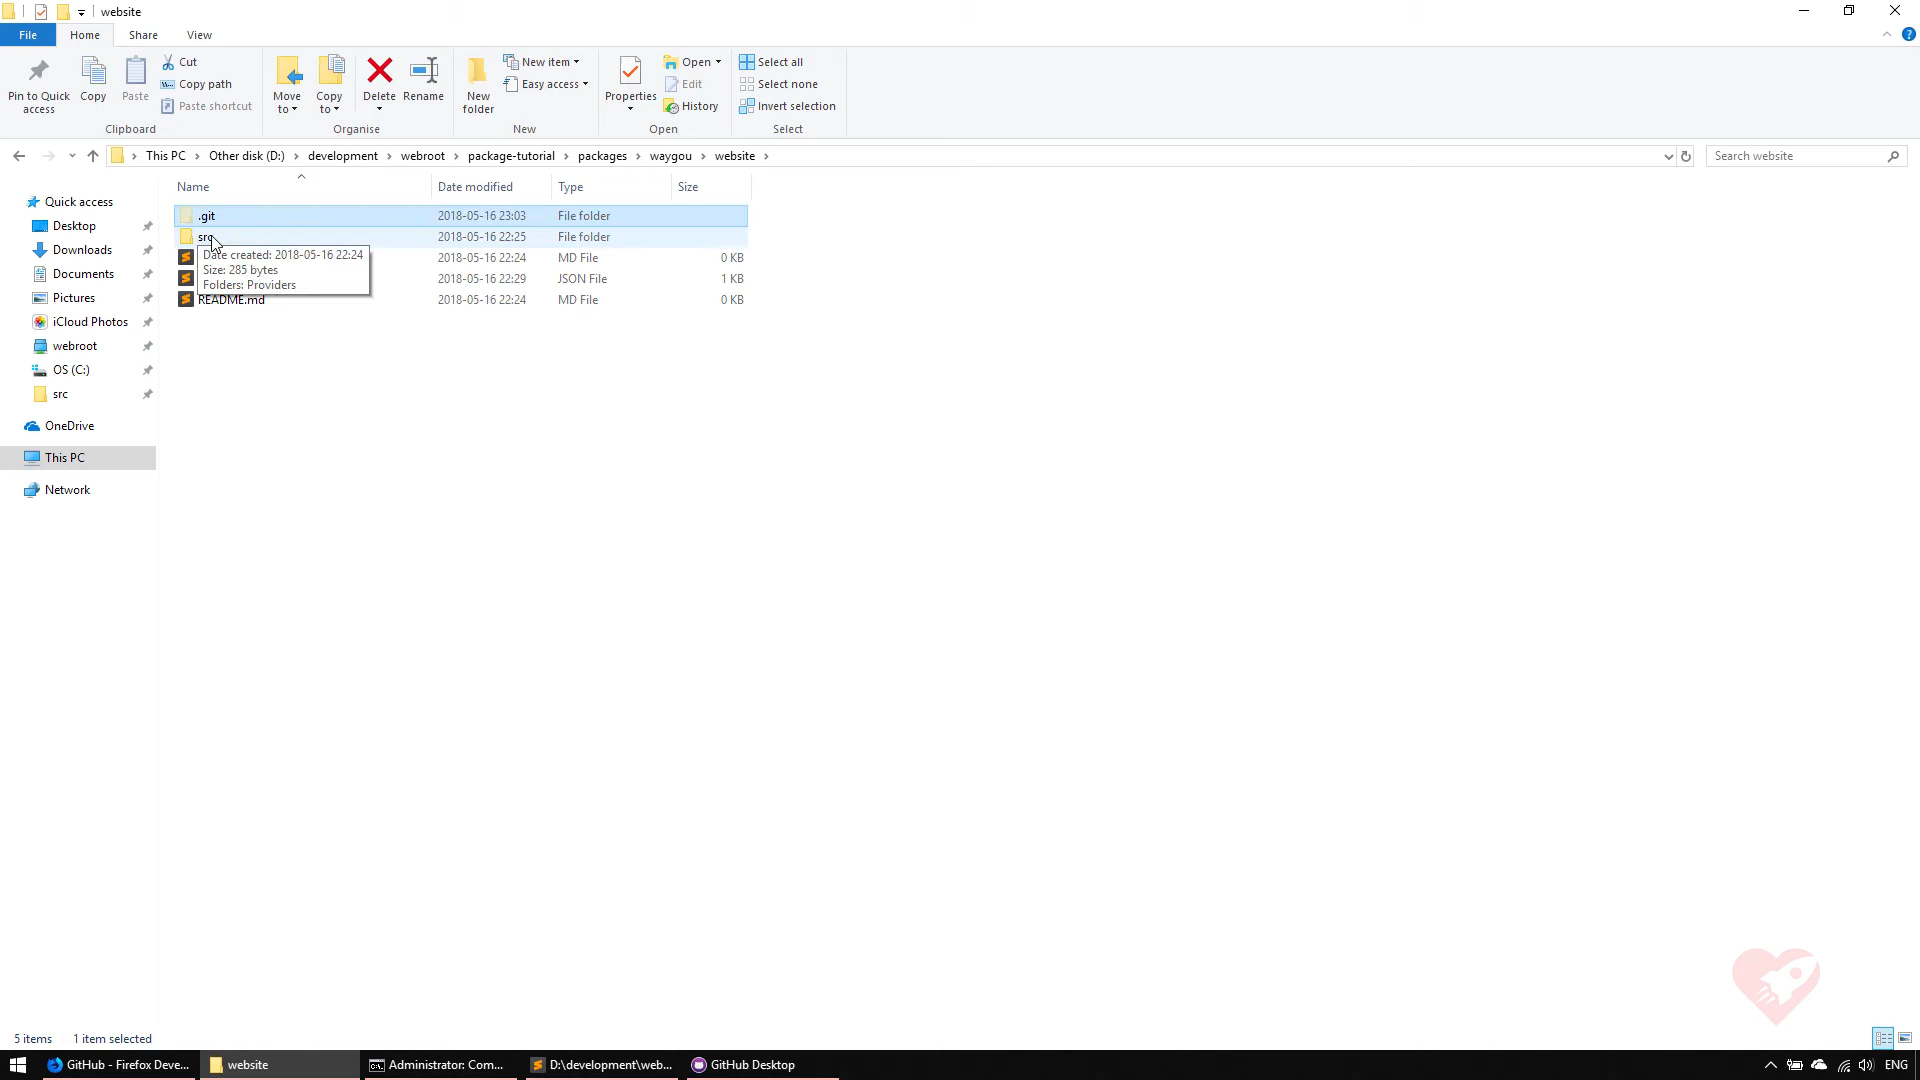 website
File Home Share View
Pin to Quick access
Copy
Paste
Cut
Copy path
Paste shortcut
Clipboard
Move to
Copy to
Delete
Rename
Organise
New folder
New item
Easy access
New
Properties
Open
Edit
History
Open
Select all
Select none
Invert selection
Select
This PC > Other disk (D:) > development > webroot > package-tutorial > packages > waygou > website >
Search website
Name Date modified Type Size
.git 2018-05-16 23:03 File folder
src 2018-05-16 22:25 File folder
2018-05-16 22:24 MD File 0 KB
2018-05-16 22:29 JSON File 1 KB
README.md 2018-05-16 22:24 MD File 0 KB
Date created: 2018-05-16 22:24
Size: 285 bytes
Folders: Providers
Quick access
Desktop
Downloads
Documents
Pictures
iCloud Photos
webroot
OS (C:)
src
OneDrive
This PC
Network
5 items 1 item selected
GitHub - Firefox Deve... website Administrator: Com... D:\development\web... GitHub Desktop ENG